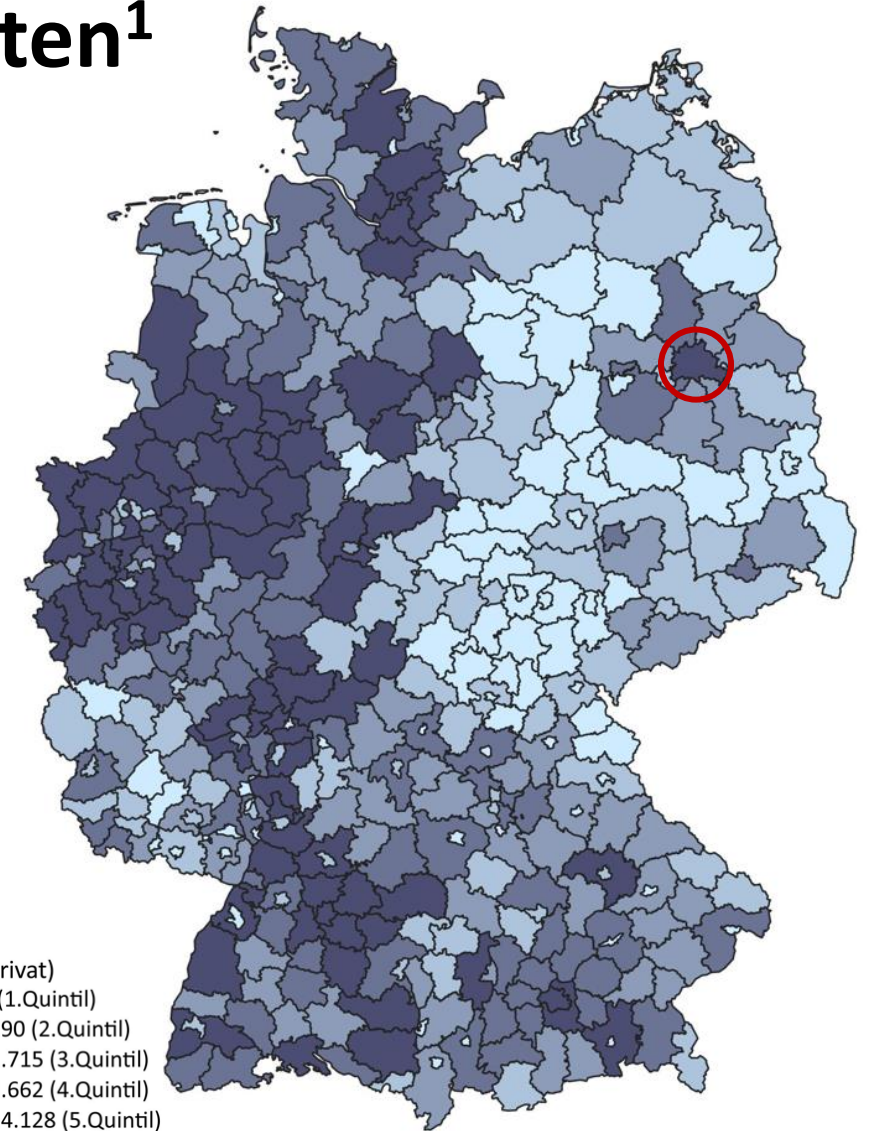 ten¹
rivat)
(1.Quintil)
90 (2.Quintil)
.715 (3.Quintil)
.662 (4.Quintil)
4.128 (5.Quintil)